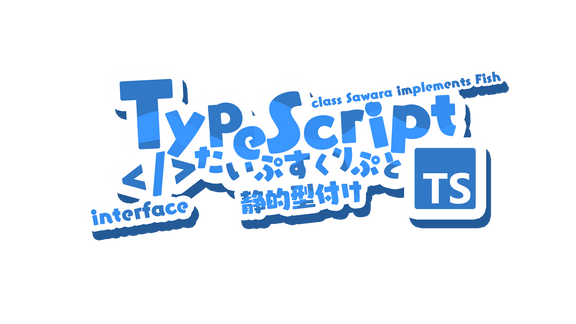 class Sawara implements Fish
TypeScript
</>たいぷすくりぷと
静的型付け
interface
TS